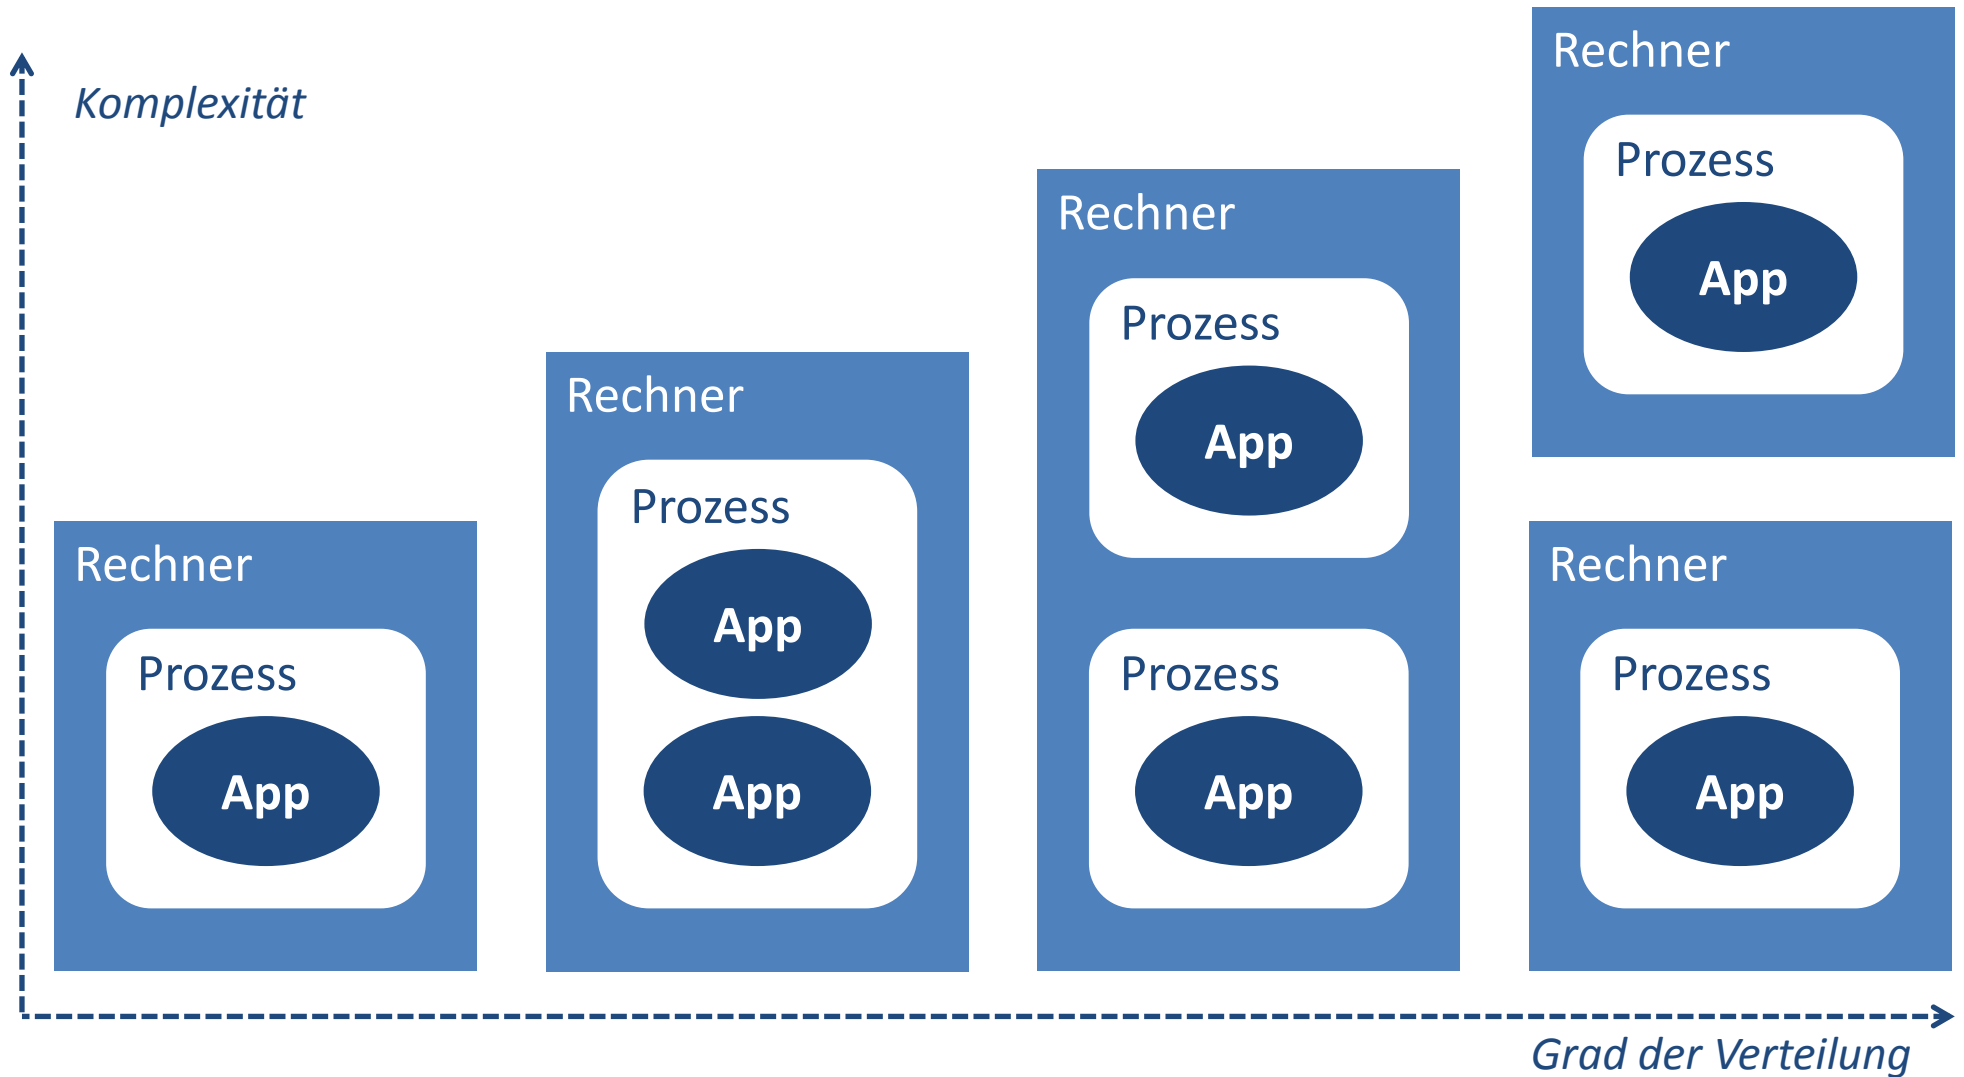 Komplexität
Rechner
Prozess
App
Rechner
Prozess
App
App
Rechner
Prozess
App
Prozess
App
Rechner
Prozess
App
Rechner
Prozess
App
Grad der Verteilung